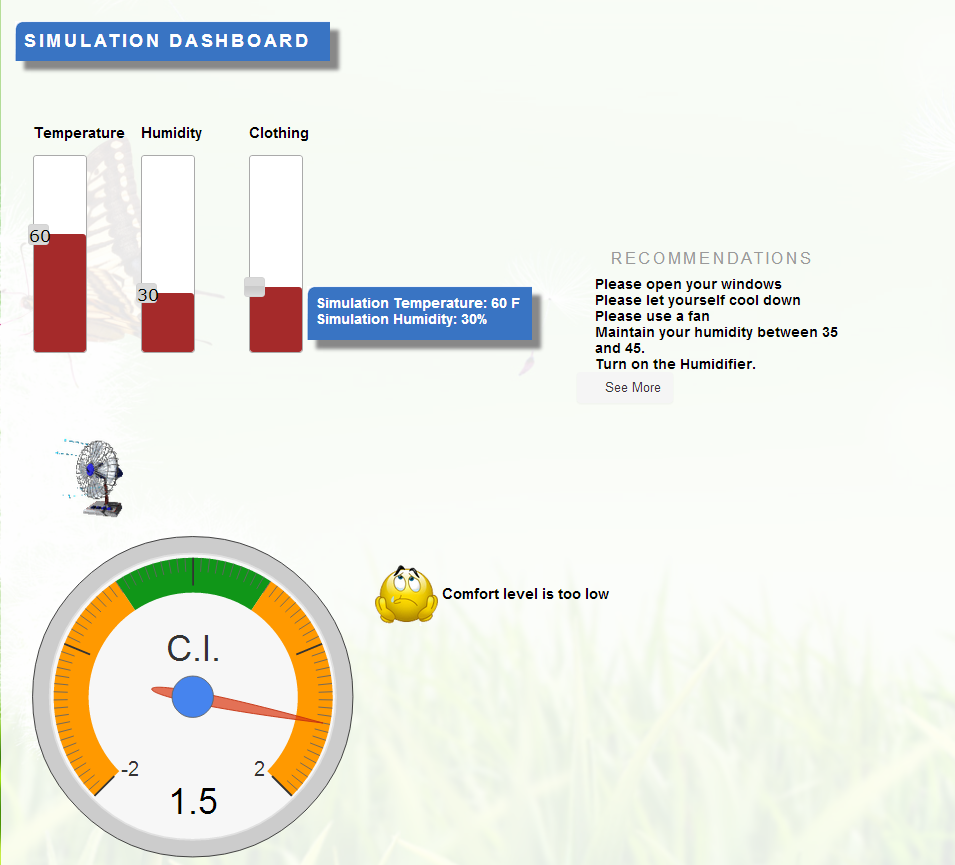 SIMULATION DASHBOARD
Temperature Humidity Clothing
60
30
Simulation Temperature: 60 F
Simulation Humidity: 30%
RECOMMENDATIONS
Please open your windows
Please let yourself cool down
Please use a fan
Maintain your humidity between 35
and 45.
Turn on the Humidifier.
See More
Comfort level is too low
C.I.
-2 2
1.5